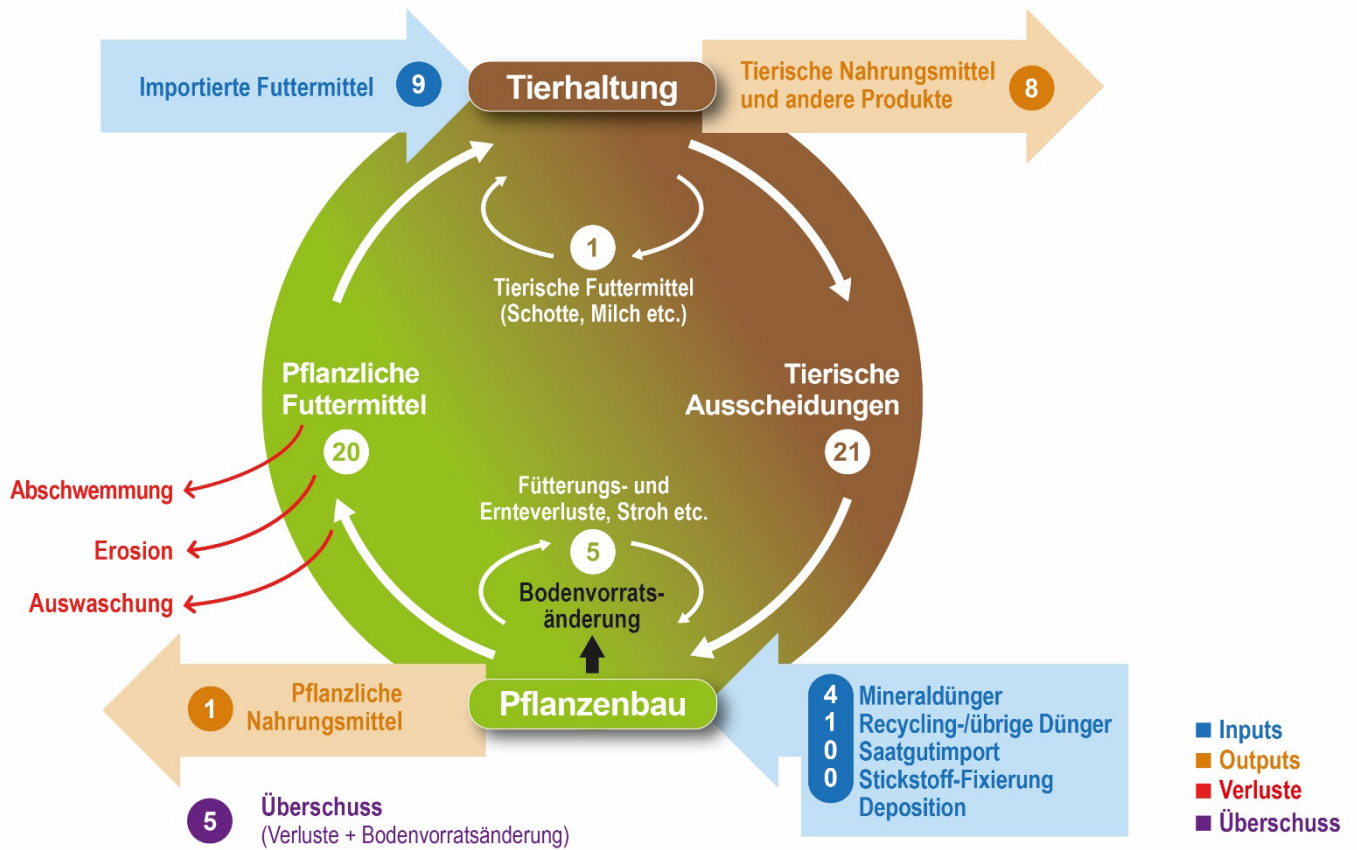 Importierte Futtermittel 9
Tierhaltung
Tierische Nahrungsmittel
und andere Produkte 8
1
Tierische Futtermittel
(Schotte, Milch etc.)
Pflanzliche
Futtermittel
20
Tierische
Ausscheidungen
21
Abschwemmung
Erosion
Auswaschung
Fütterungs- und
Ernteverluste, Stroh etc.
5
Bodenvorrats-
änderung
1 Pflanzliche
Nahrungsmittel
Pflanzenbau
4 Mineraldünger
1 Recycling-/übrige Dünger
0 Saatgutimport
0 Stickstoff-Fixierung
Deposition
5 Überschuss
(Verluste + Bodenvorratsänderung)
Inputs
Outputs
Verluste
Überschuss